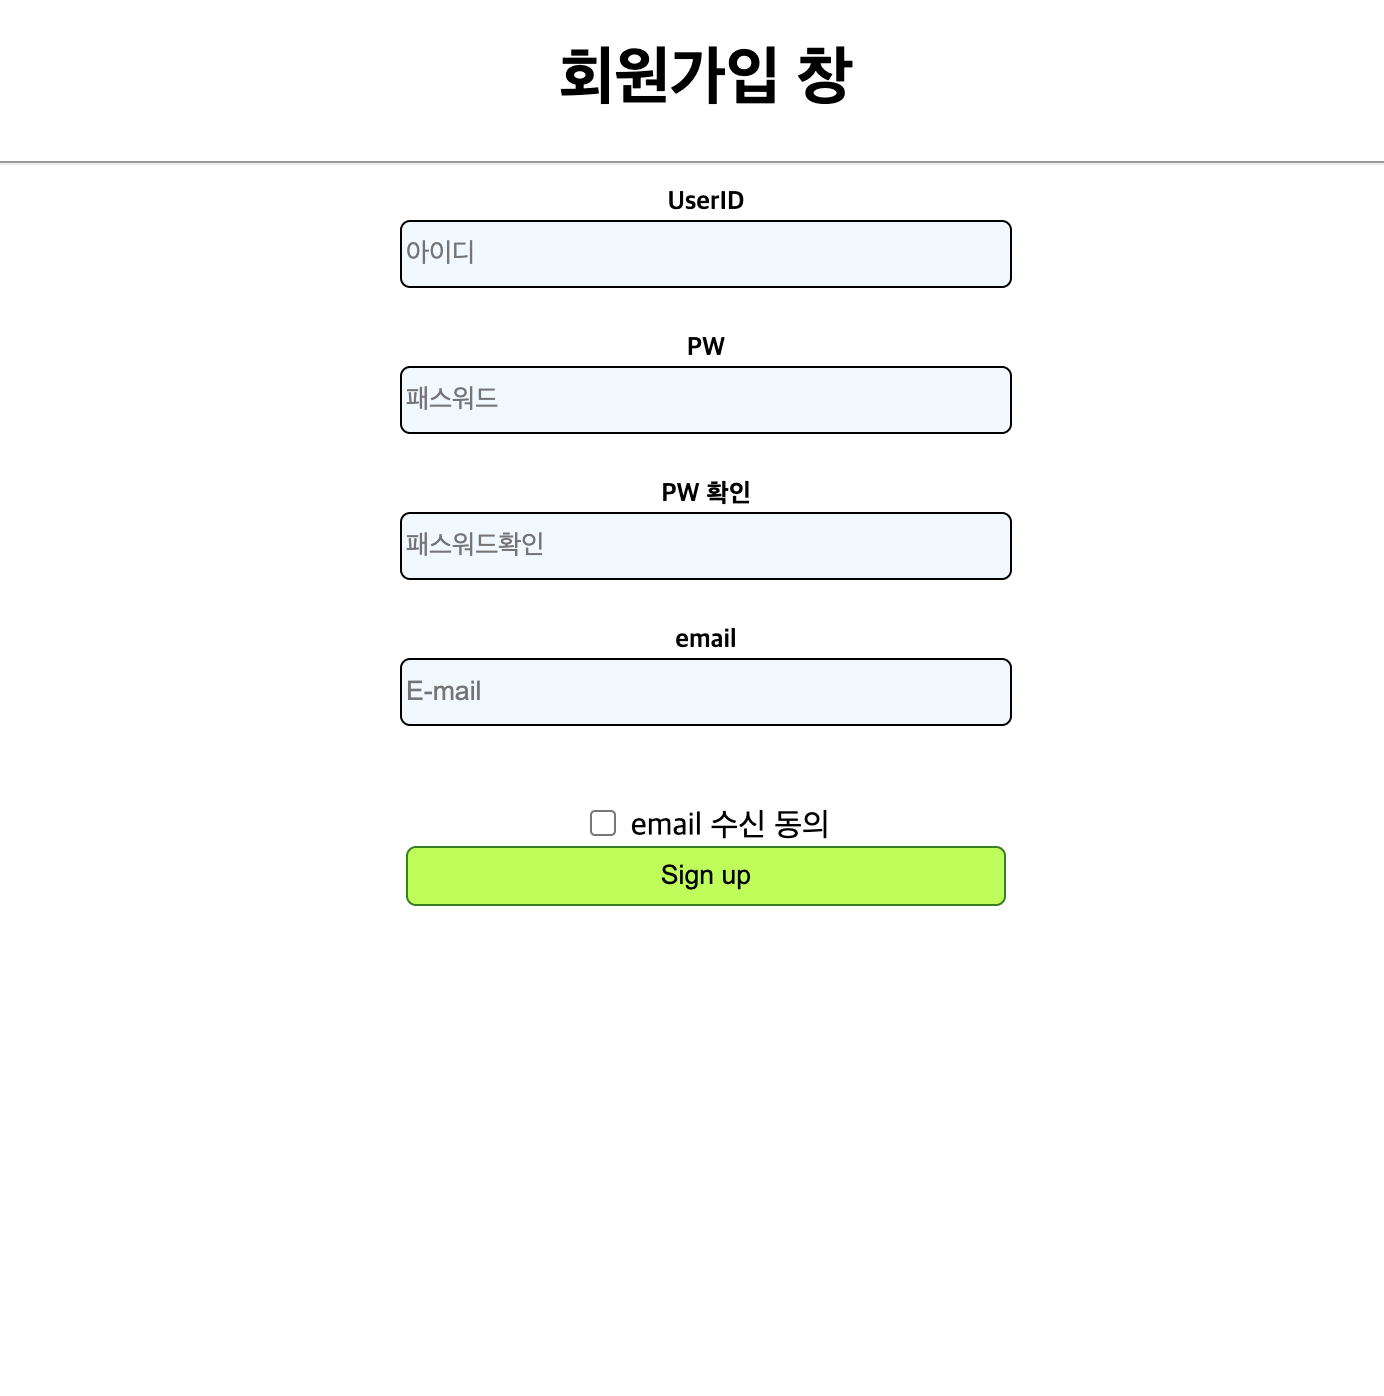 회원가입 창
UserID
아이디
PW
패스워드
PW 확인
패스워드확인
email
E-mail
email 수신 동의
Sign up